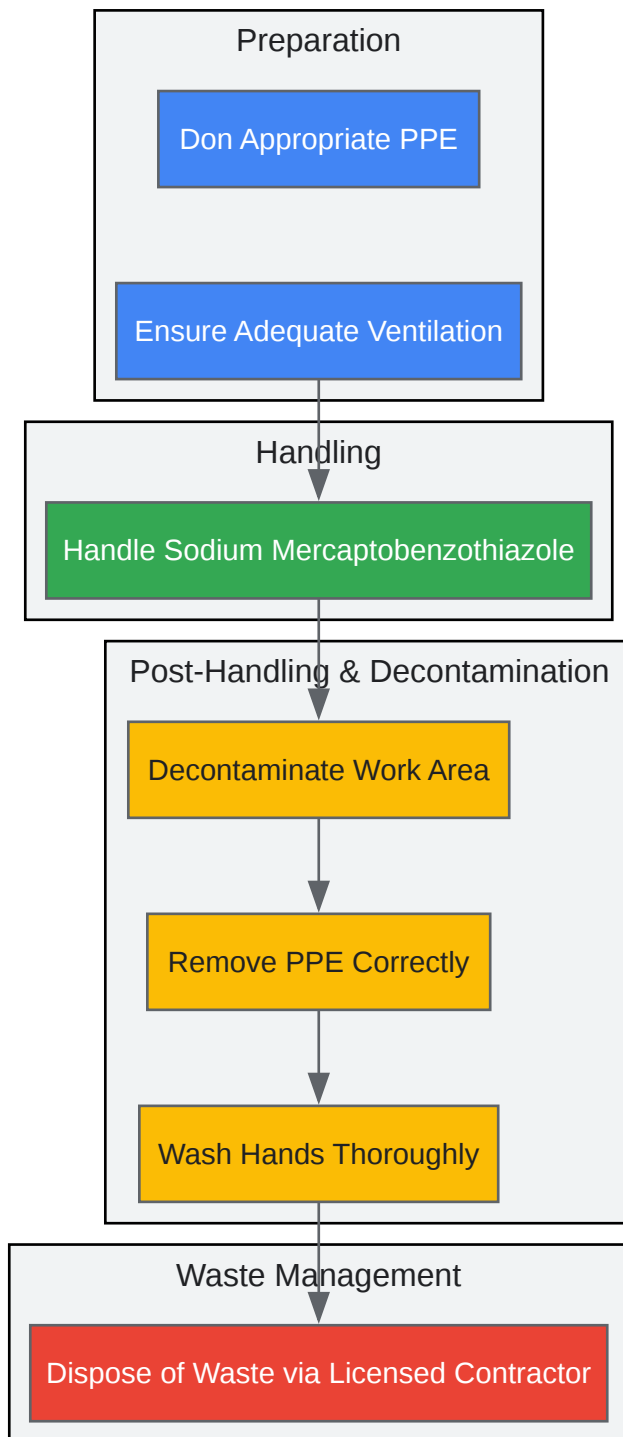 Preparation
Don Appropriate PPE
Ensure Adequate Ventilation
Handling
Handle Sodium Mercaptobenzothiazole
Post-Handling & Decontamination
Decontaminate Work Area
Remove PPE Correctly
Wash Hands Thoroughly
Waste Management
Dispose of Waste via Licensed Contractor